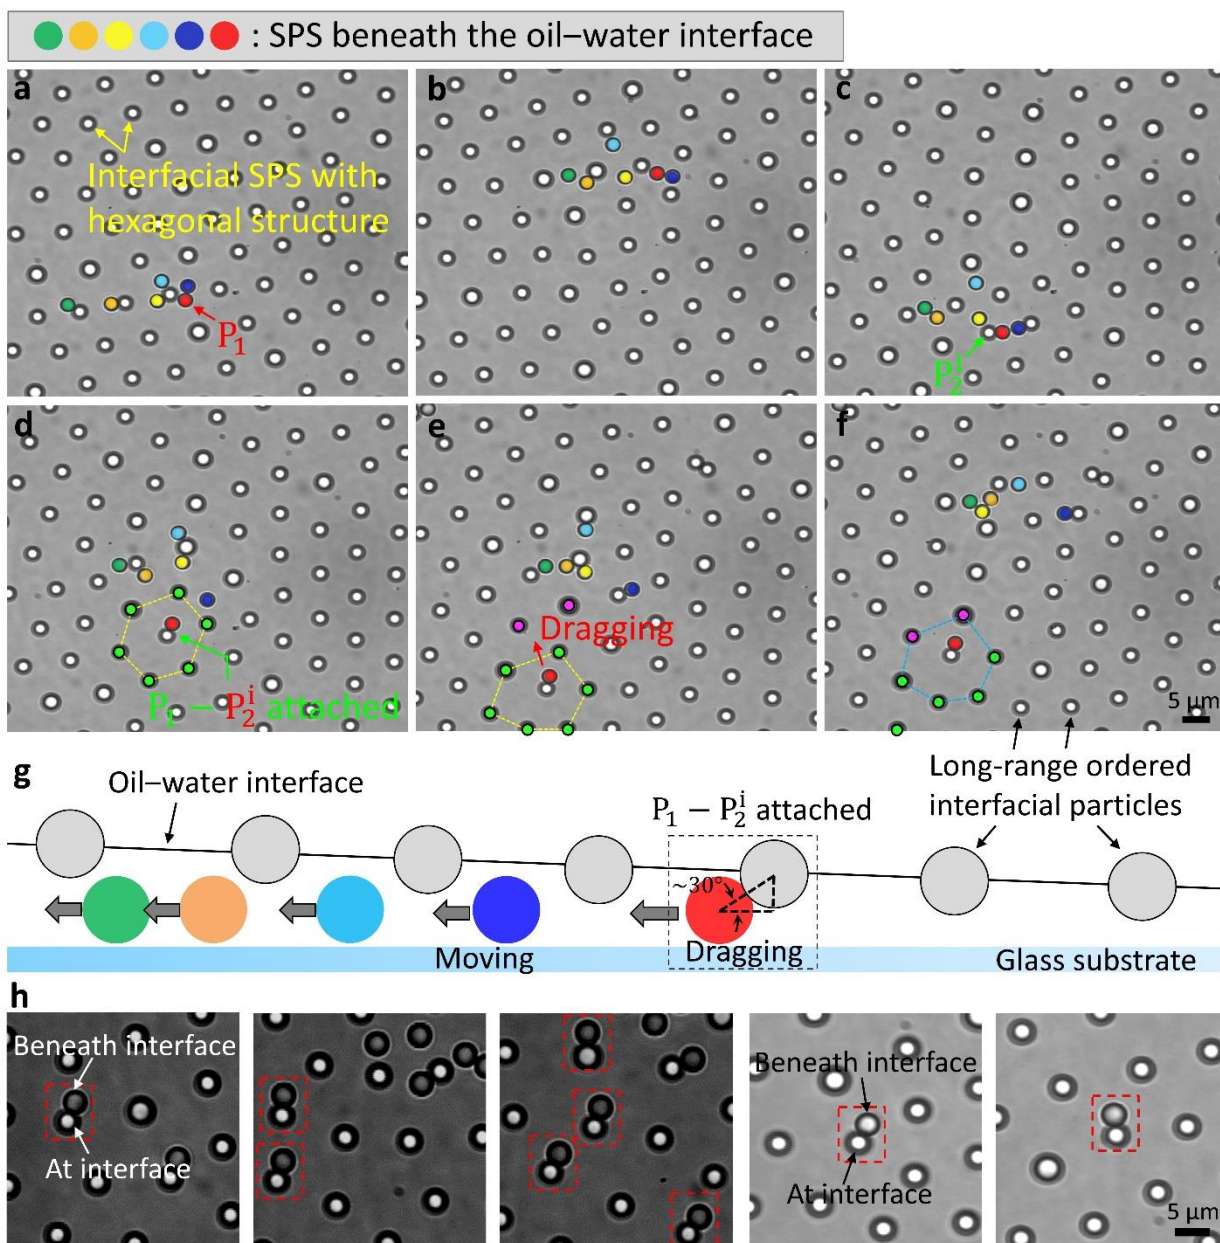 : SPS beneath the oil–water interface
a
b
c
Interfacial SPS with
hexagonal structure
P₁
P₂ⁱ
d
e
f
Dragging
P₁ – P₂ⁱ attached
5 μm
g
Oil–water interface
P₁ – P₂ⁱ attached
Long-range ordered
interfacial particles
~30°
Moving
Dragging
Glass substrate
h
Beneath interface
At interface
Beneath interface
At interface
5 μm